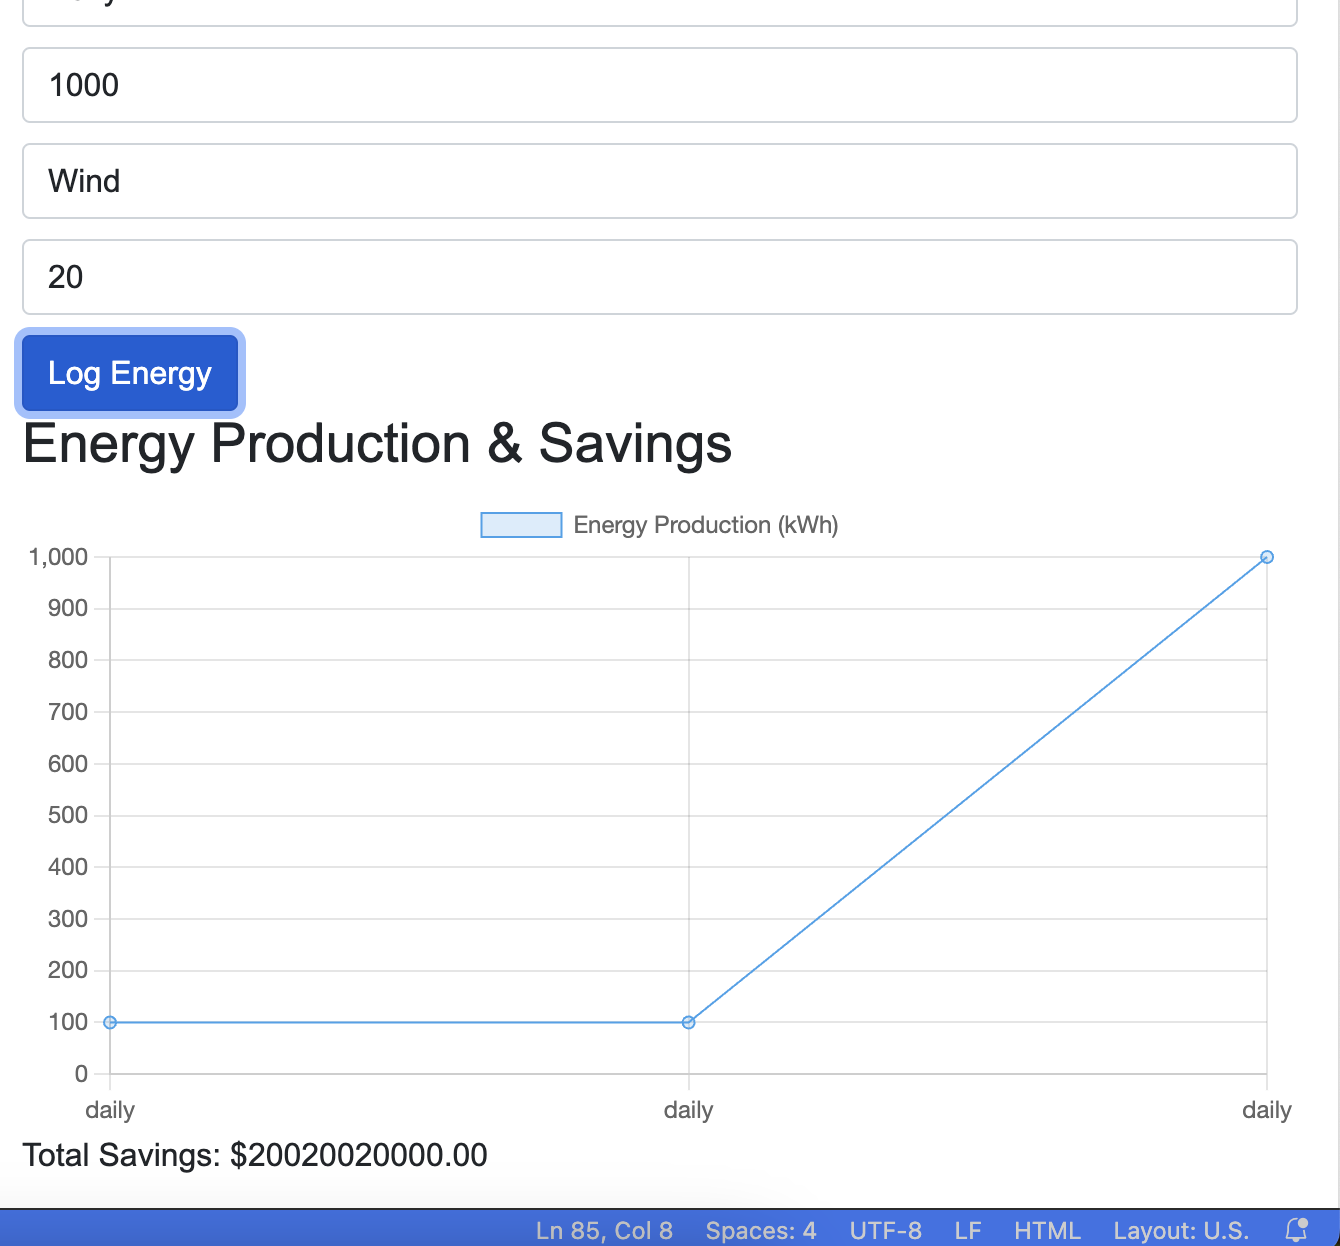 1000
Wind
20
Log Energy
Energy Production & Savings
Energy Production (kWh)
1,000
900
800
700
600
500
400
300
200
100
0
daily daily daily
Total Savings: $20020020000.00
Ln 85, Col 8 Spaces: 4 UTF-8 LF HTML Layout: U.S.